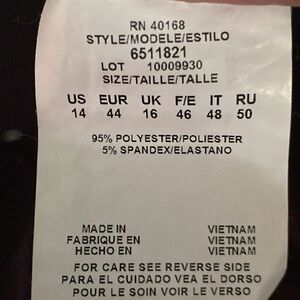 RN 40168
STYLE/MODELE/ESTILO
6511821
LOT 10009930
SIZE/TAILLE/TALLE
US EUR UK F/E IT RU
14 44 16 46 48 50
95% POLYESTER/POLIESTER
5% SPANDEX/ELASTANO
MADE IN VIETNAM
FABRIQUE EN VIETNAM
HECHO EN VIETNAM
FOR CARE SEE REVERSE SIDE
PARA EL CUIDADO VEA EL DORSO
POUR LE SOIN VOIR LE VERSO